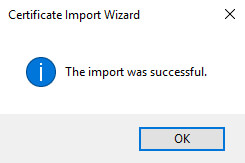 Certificate Import Wizard
The import was successful.
OK